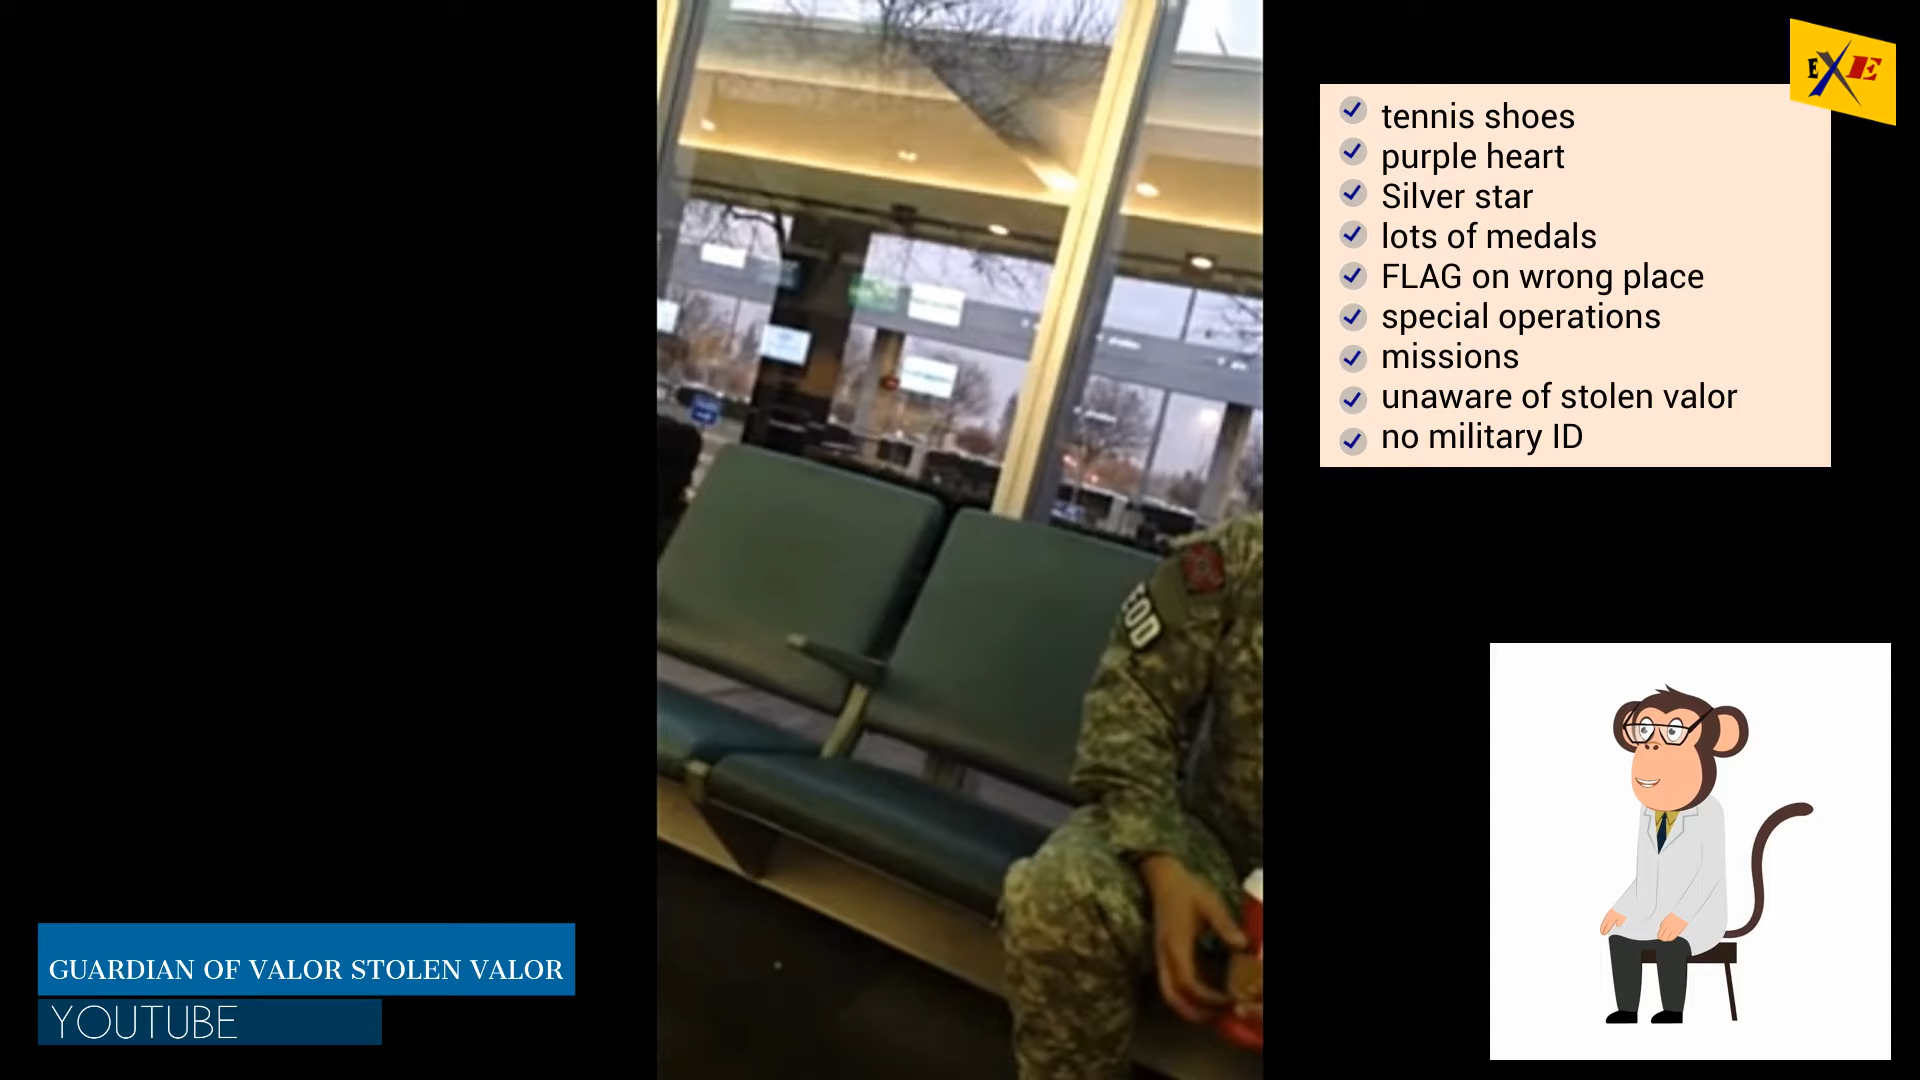 EXE
tennis shoes
purple heart
Silver star
lots of medals
FLAG on wrong place
special operations
missions
unaware of stolen valor
no military ID
EOD
GUARDIAN OF VALOR STOLEN VALOR
YOUTUBE